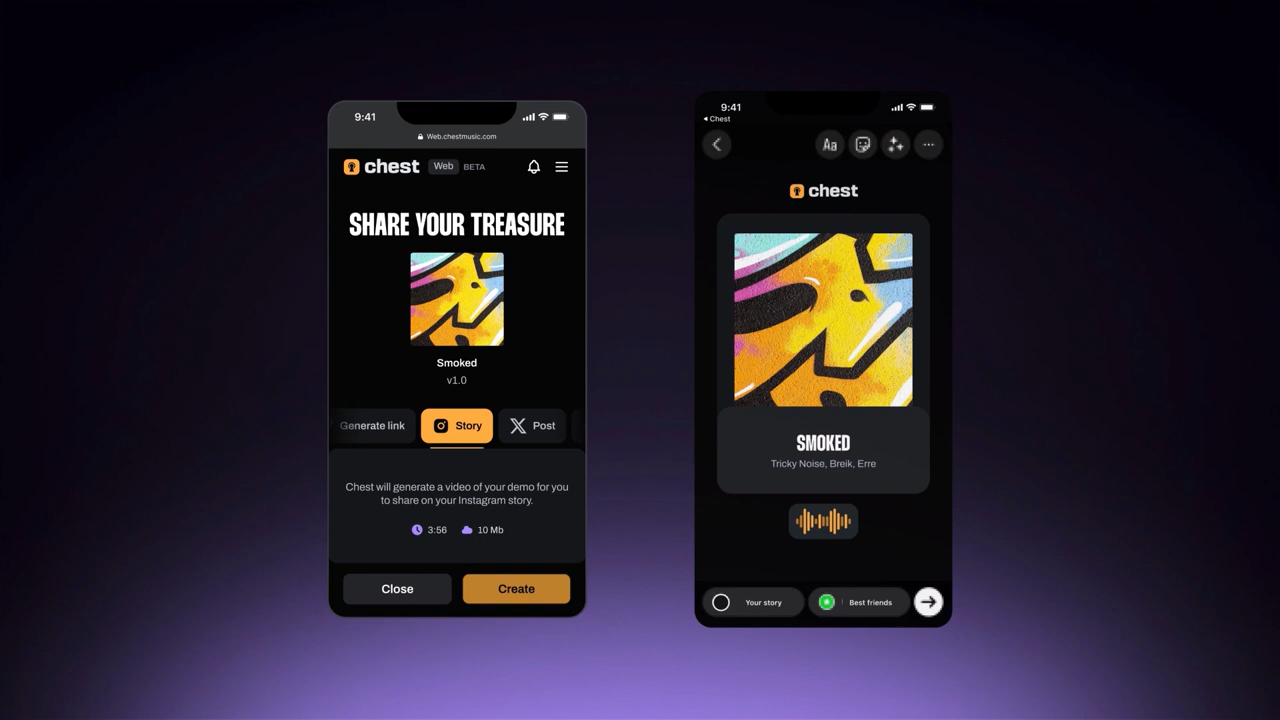 9:41
Web.chestmusic.com
chest Web BETA
SHARE YOUR TREASURE
Smoked
v1.0
Generate link
Story
Post
Chest will generate a video of your demo for you
to share on your Instagram story.
3:56 10 Mb
Close
Create
9:41
Chest
Aa
chest
SMOKED
Tricky Noise, Breik, Erre
Your story
Best friends